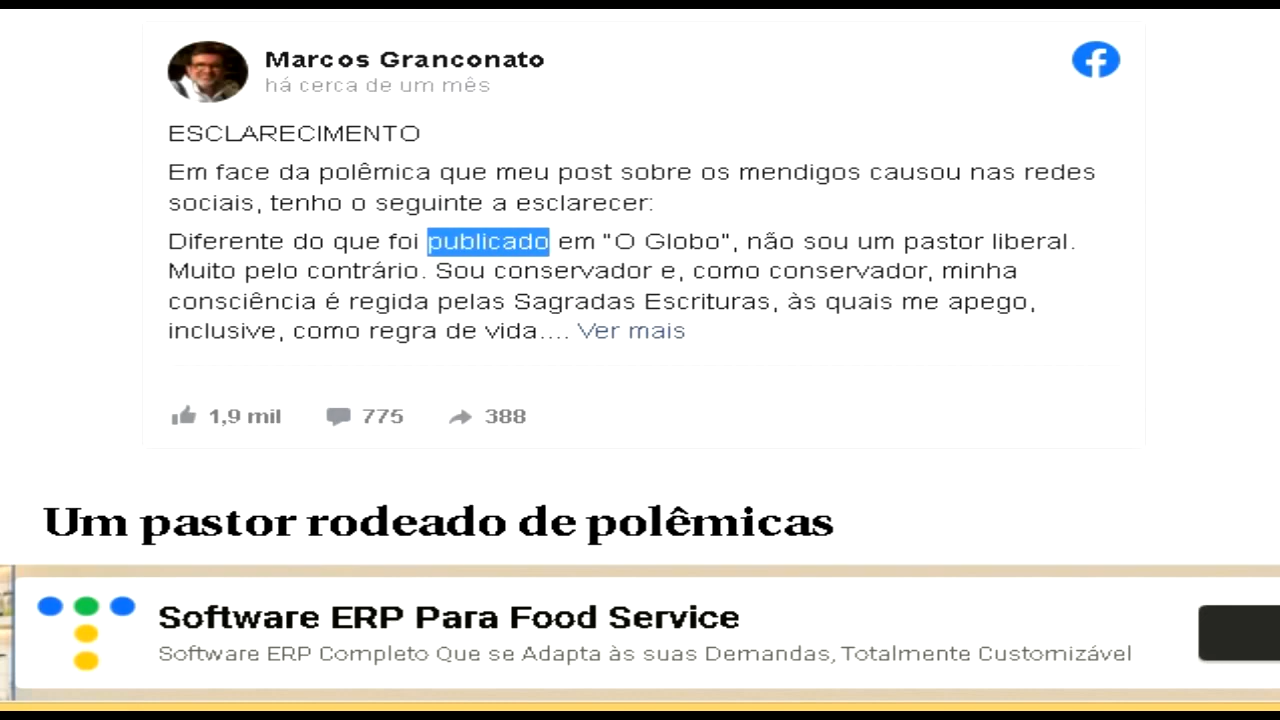 Marcos Granconato
há cerca de um mês
ESCLARECIMENTO
Em face da polêmica que meu post sobre os mendigos causou nas redes
sociais, tenho o seguinte a esclarecer:
Diferente do que foi publicado em "O Globo", não sou um pastor liberal.
Muito pelo contrário. Sou conservador e, como conservador, minha
consciência é regida pelas Sagradas Escrituras, às quais me apego,
inclusive, como regra de vida.... Ver mais
1,9 mil 775 388
Um pastor rodeado de polêmicas
Software ERP Para Food Service
Software ERP Completo Que se Adapta às suas Demandas, Totalmente Customizável